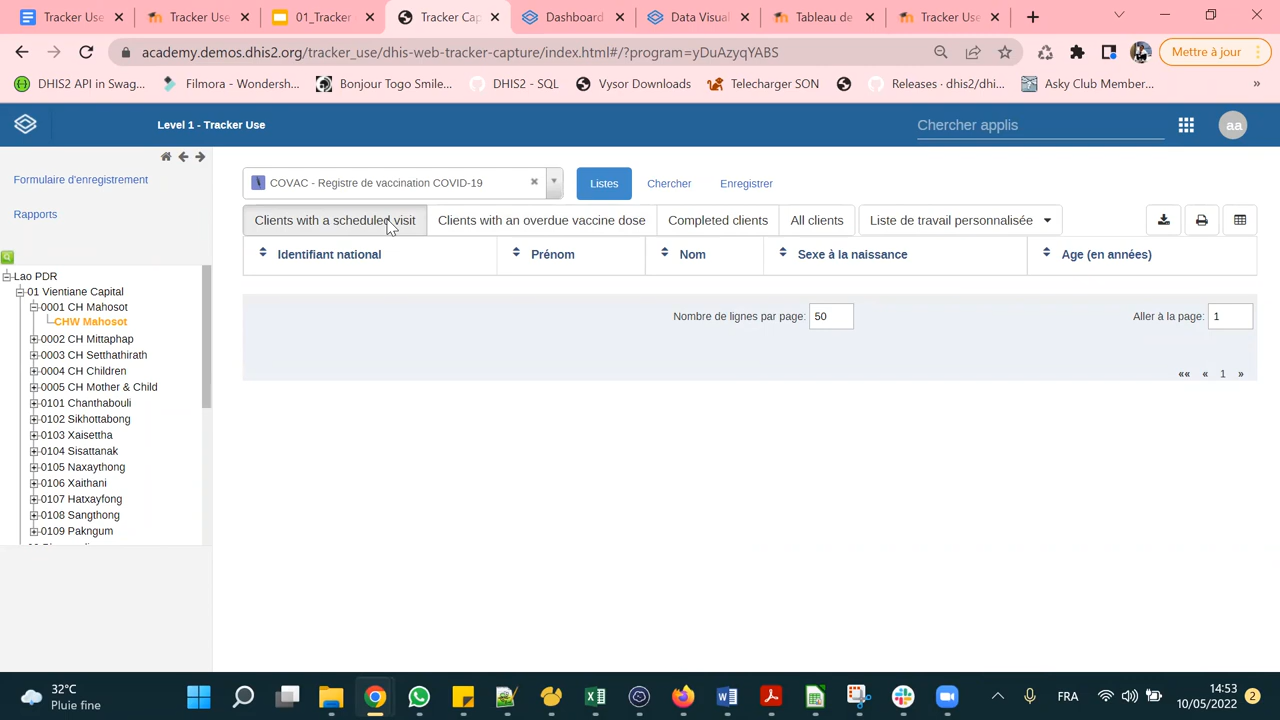 Tracker Use
Tracker Use
01_Tracker
Tracker Cap
Dashboard
Data Visual
Tableau de
Tracker Use
academy.demos.dhis2.org/tracker_use/dhis-web-tracker-capture/index.html#/?program=yDuAzyqYABS
Mettre à jour
DHIS2 API in Swag...
Filmora - Wondersh...
Bonjour Togo Smile...
DHIS2 - SQL
Vysor Downloads
Telecharger SON
Releases · dhis2/dhi...
Asky Club Member...
»
Level 1 - Tracker Use
Chercher applis
aa
Formulaire d'enregistrement
Rapports
COVAC - Registre de vaccination COVID-19
Listes
Chercher
Enregistrer
Clients with a scheduled visit
Clients with an overdue vaccine dose
Completed clients
All clients
Liste de travail personnalisée
Identifiant national
Prénom
Nom
Sexe à la naissance
Age (en années)
Nombre de lignes par page: 50
Aller à la page: 1
«« « 1 »
Lao PDR
01 Vientiane Capital
0001 CH Mahosot
CHW Mahosot
0002 CH Mittaphap
0003 CH Setthathirath
0004 CH Children
0005 CH Mother & Child
0101 Chanthabouli
0102 Sikhottabong
0103 Xaisettha
0104 Sisattanak
0105 Naxaythong
0106 Xaithani
0107 Hatxayfong
0108 Sangthong
0109 Pakngum
32°C
Pluie fine
FRA
14:53
10/05/2022
2